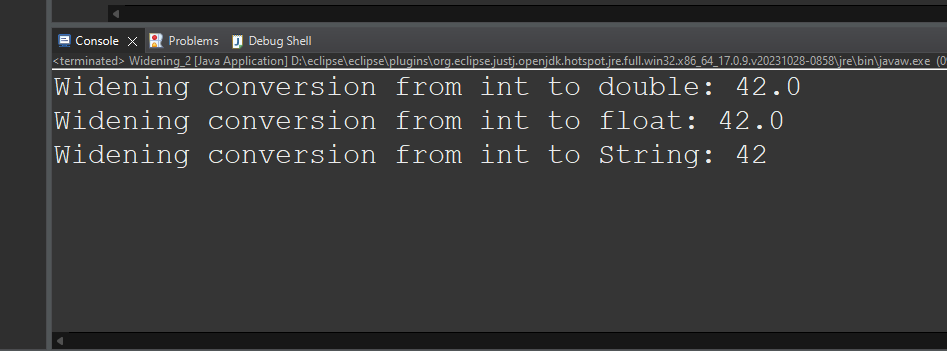 Console Problems Debug Shell
<terminated> Widening_2 [Java Application] D:\eclipse\eclipse\plugins\org.eclipse.justj.openjdk.hotspot.jre.full.win32.x86_64_17.0.9.v20231028-0858\jre\bin\javaw.exe
Widening conversion from int to double: 42.0
Widening conversion from int to float: 42.0
Widening conversion from int to String: 42